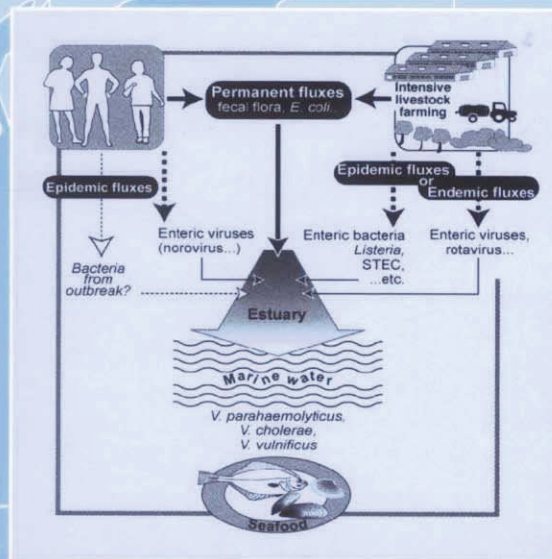 Permanent fluxes
fecal flora, E. coli...
Intensive
livestock
farming
Epidemic fluxes
Epidemic fluxes
or
Endemic fluxes
Enteric viruses
(norovirus...)
Enteric bacteria
Listeria,
STEC,
...etc.
Enteric viruses,
rotavirus...
Bacteria
from
outbreak?
Estuary
Marine water
V. parahaemolyticus,
V. cholerae,
V. vulnificus
Seafood